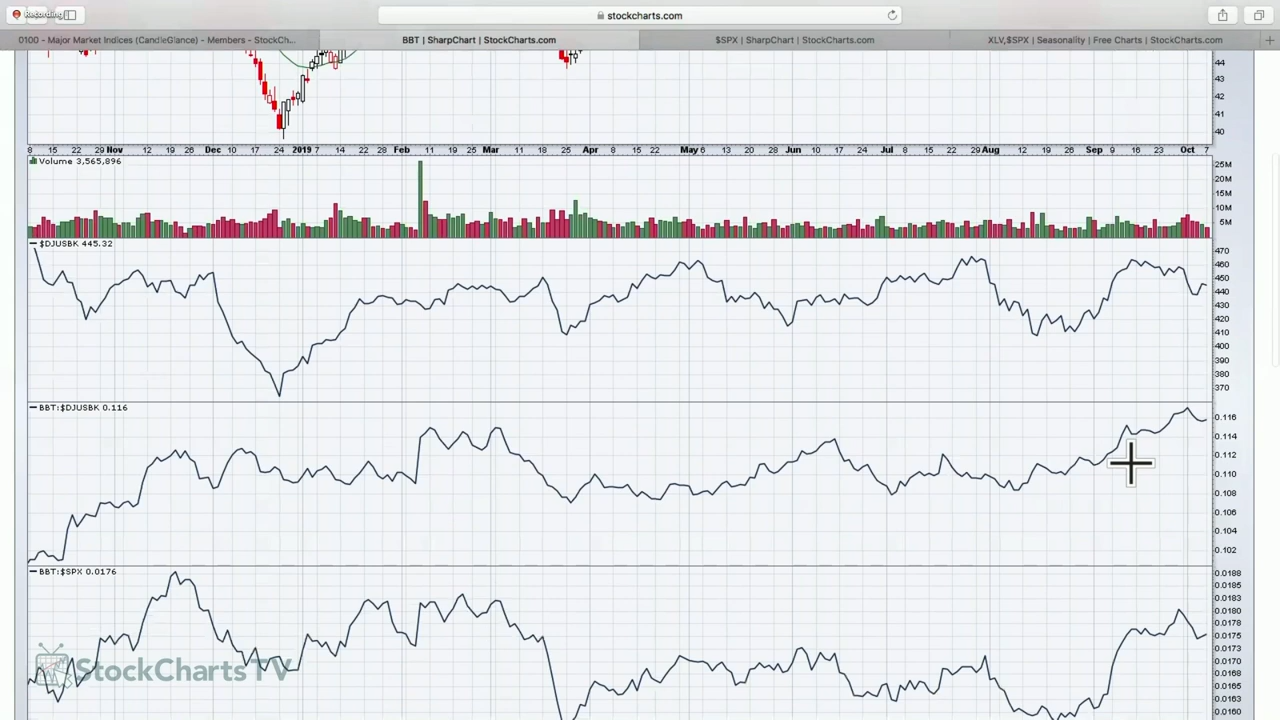 Recording
stockcharts.com
0100 - Major Market Indices (CandleGlance) - Members - StockCh...
BBT | SharpChart | StockCharts.com
$SPX | SharpChart | StockCharts.com
XLV,$SPX | Seasonality | Free Charts | StockCharts.com
44
43
42
41
40
8 15 22 29 Nov 12 19 26 Dec 10 17 24 2019 7 14 22 28 Feb 11 19 25 Mar 11 18 25 Apr 8 15 22 May 6 13 20 28 Jun 10 17 24 Jul 8 15 22 29 Aug 12 19 26 Sep 9 16 23 Oct 7
Volume 3,565,896
25M
20M
15M
10M
5M
$DJUSBK 445.32
470
460
450
440
430
420
410
400
390
380
370
BBT:$DJUSBK 0.116
0.116
0.114
0.112
0.110
0.108
0.106
0.104
0.102
BBT:$SPX 0.0176
0.0188
0.0185
0.0183
0.0180
0.0178
0.0175
0.0173
0.0170
0.0168
0.0165
0.0163
0.0160
StockChartsTV